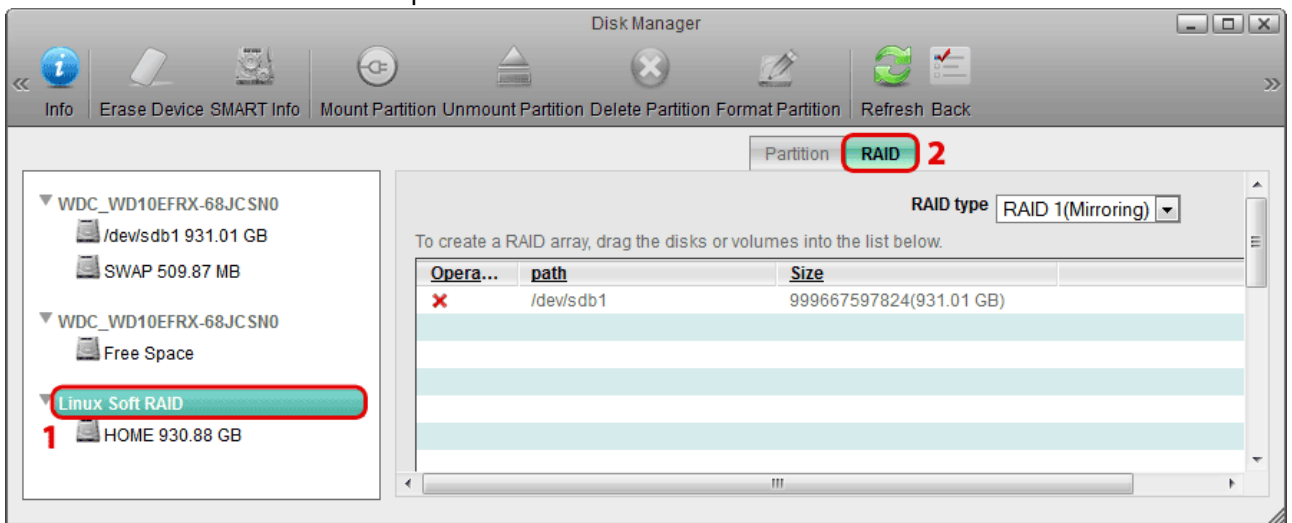 Disk Manager
Info Erase Device SMART Info Mount Partition Unmount Partition Delete Partition Format Partition Refresh Back
Partition RAID 2
WDC_WD10EFRX-68JCSN0
/dev/sdb1 931.01 GB
SWAP 509.87 MB
WDC_WD10EFRX-68JCSN0
Free Space
Linux Soft RAID
1 HOME 930.88 GB
RAID type RAID 1(Mirroring)
To create a RAID array, drag the disks or volumes into the list below.
Opera... path Size
/dev/sdb1 999667597824(931.01 GB)